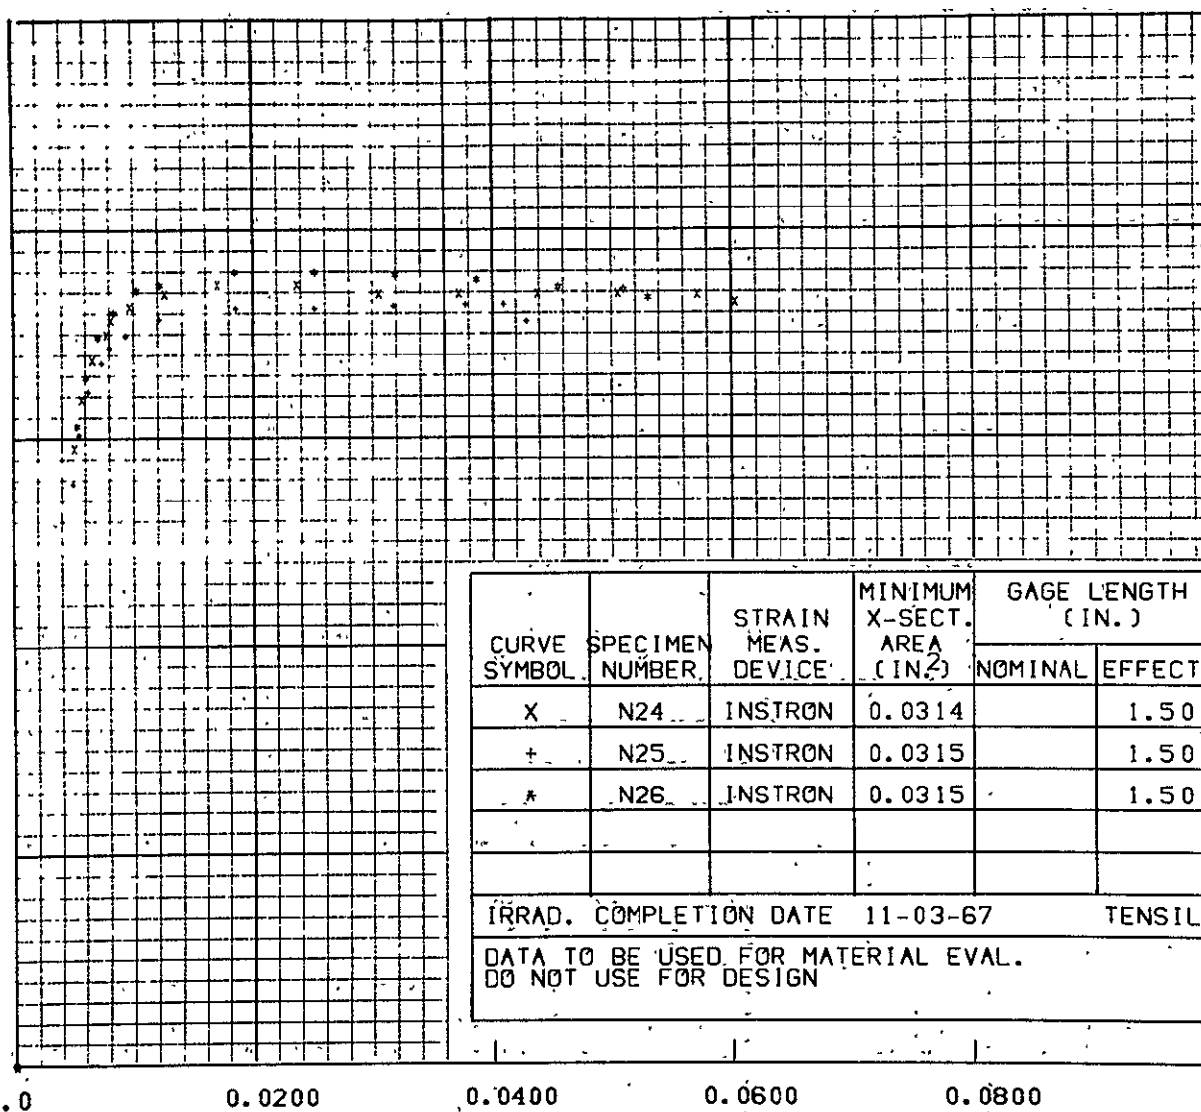 CURVE SYMBOL
SPECIMEN NUMBER
STRAIN MEAS. DEVICE
MINIMUM X-SECT. AREA (IN.2)
GAGE LENGTH (IN.)
NOMINAL EFFECT
X N24 INSTRON 0.0314 1.50
+ N25 INSTRON 0.0315 1.50
* N26 INSTRON 0.0315 1.50
IRRAD. COMPLETION DATE 11-03-67 TENSIL
DATA TO BE USED FOR MATERIAL EVAL.
DO NOT USE FOR DESIGN
.0 0.0200 0.0400 0.0600 0.0800